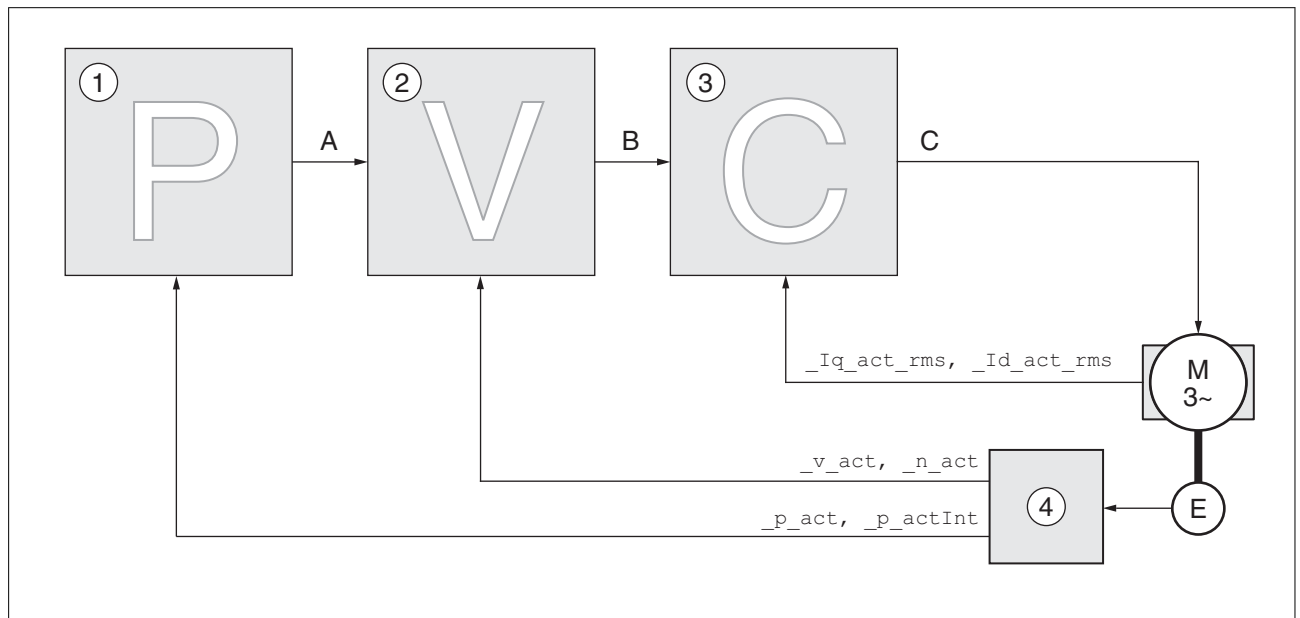 1 2 3
P V C
A B C
_Iq_act_rms, _Id_act_rms
M
3~
_v_act, _n_act
4
E
_p_act, _p_actInt